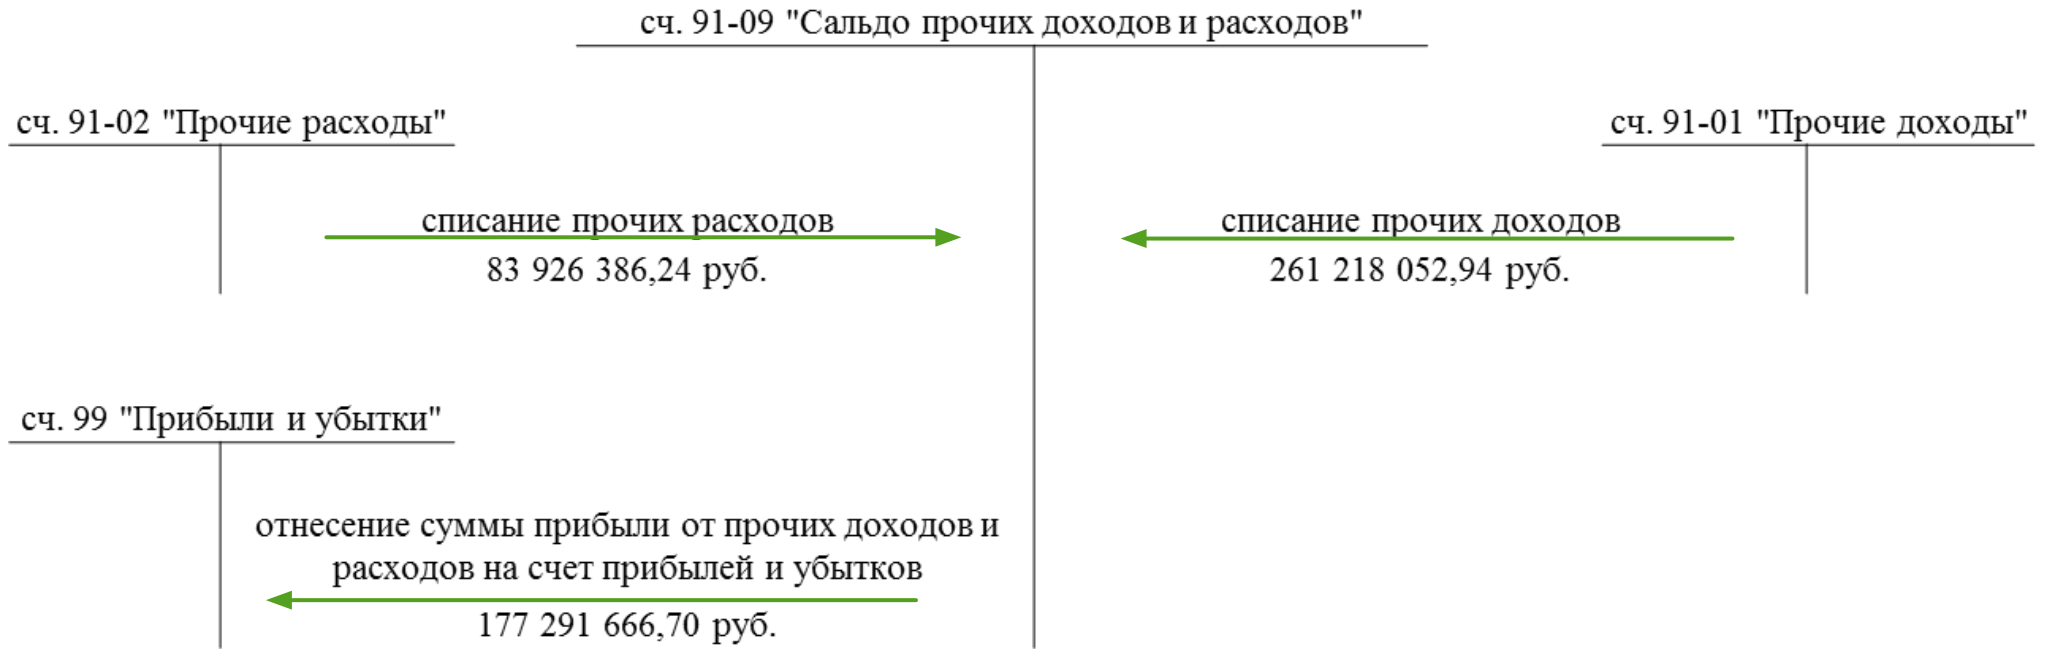 сч. 91-09 "Сальдо прочих доходов и расходов"
сч. 91-02 "Прочие расходы"
сч. 91-01 "Прочие доходы"
списание прочих расходов
83 926 386,24 руб.
списание прочих доходов
261 218 052,94 руб.
сч. 99 "Прибыли и убытки"
отнесение суммы прибыли от прочих доходов и
расходов на счет прибылей и убытков
177 291 666,70 руб.